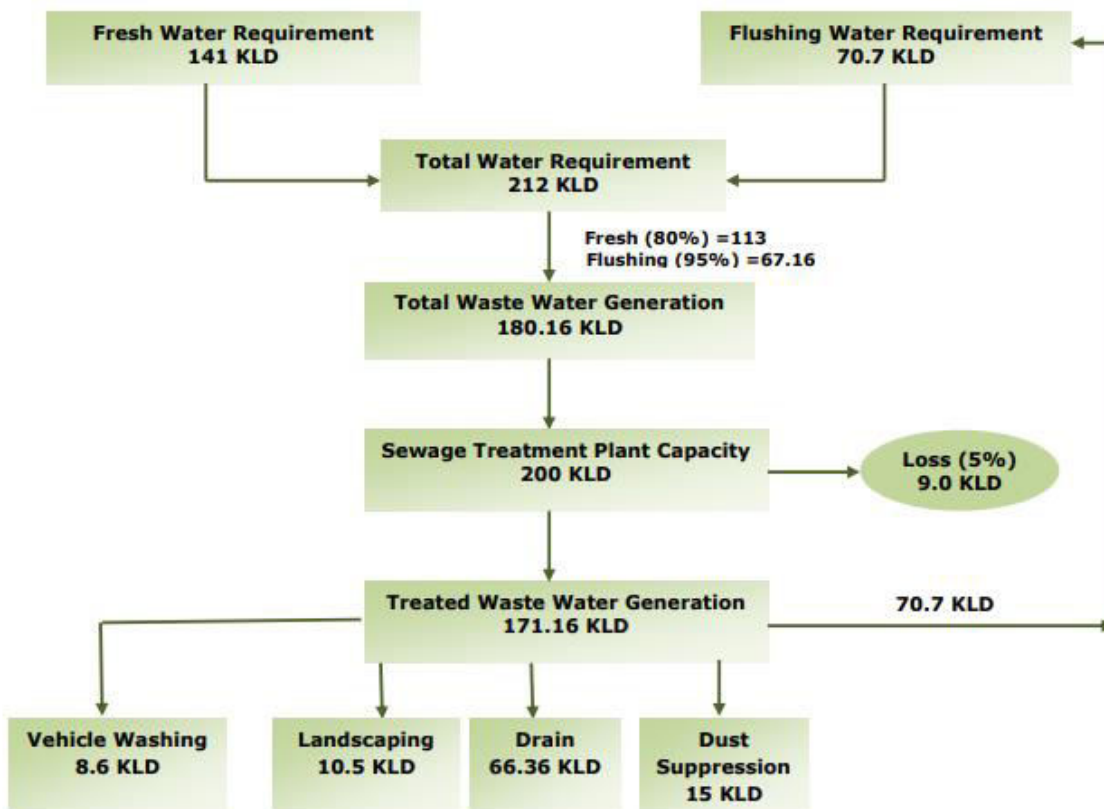 Fresh Water Requirement
141 KLD
Flushing Water Requirement
70.7 KLD
Total Water Requirement
212 KLD
Fresh (80%) =113
Flushing (95%) =67.16
Total Waste Water Generation
180.16 KLD
Sewage Treatment Plant Capacity
200 KLD
Loss (5%)
9.0 KLD
Treated Waste Water Generation
171.16 KLD
70.7 KLD
Vehicle Washing
8.6 KLD
Landscaping
10.5 KLD
Drain
66.36 KLD
Dust
Suppression
15 KLD